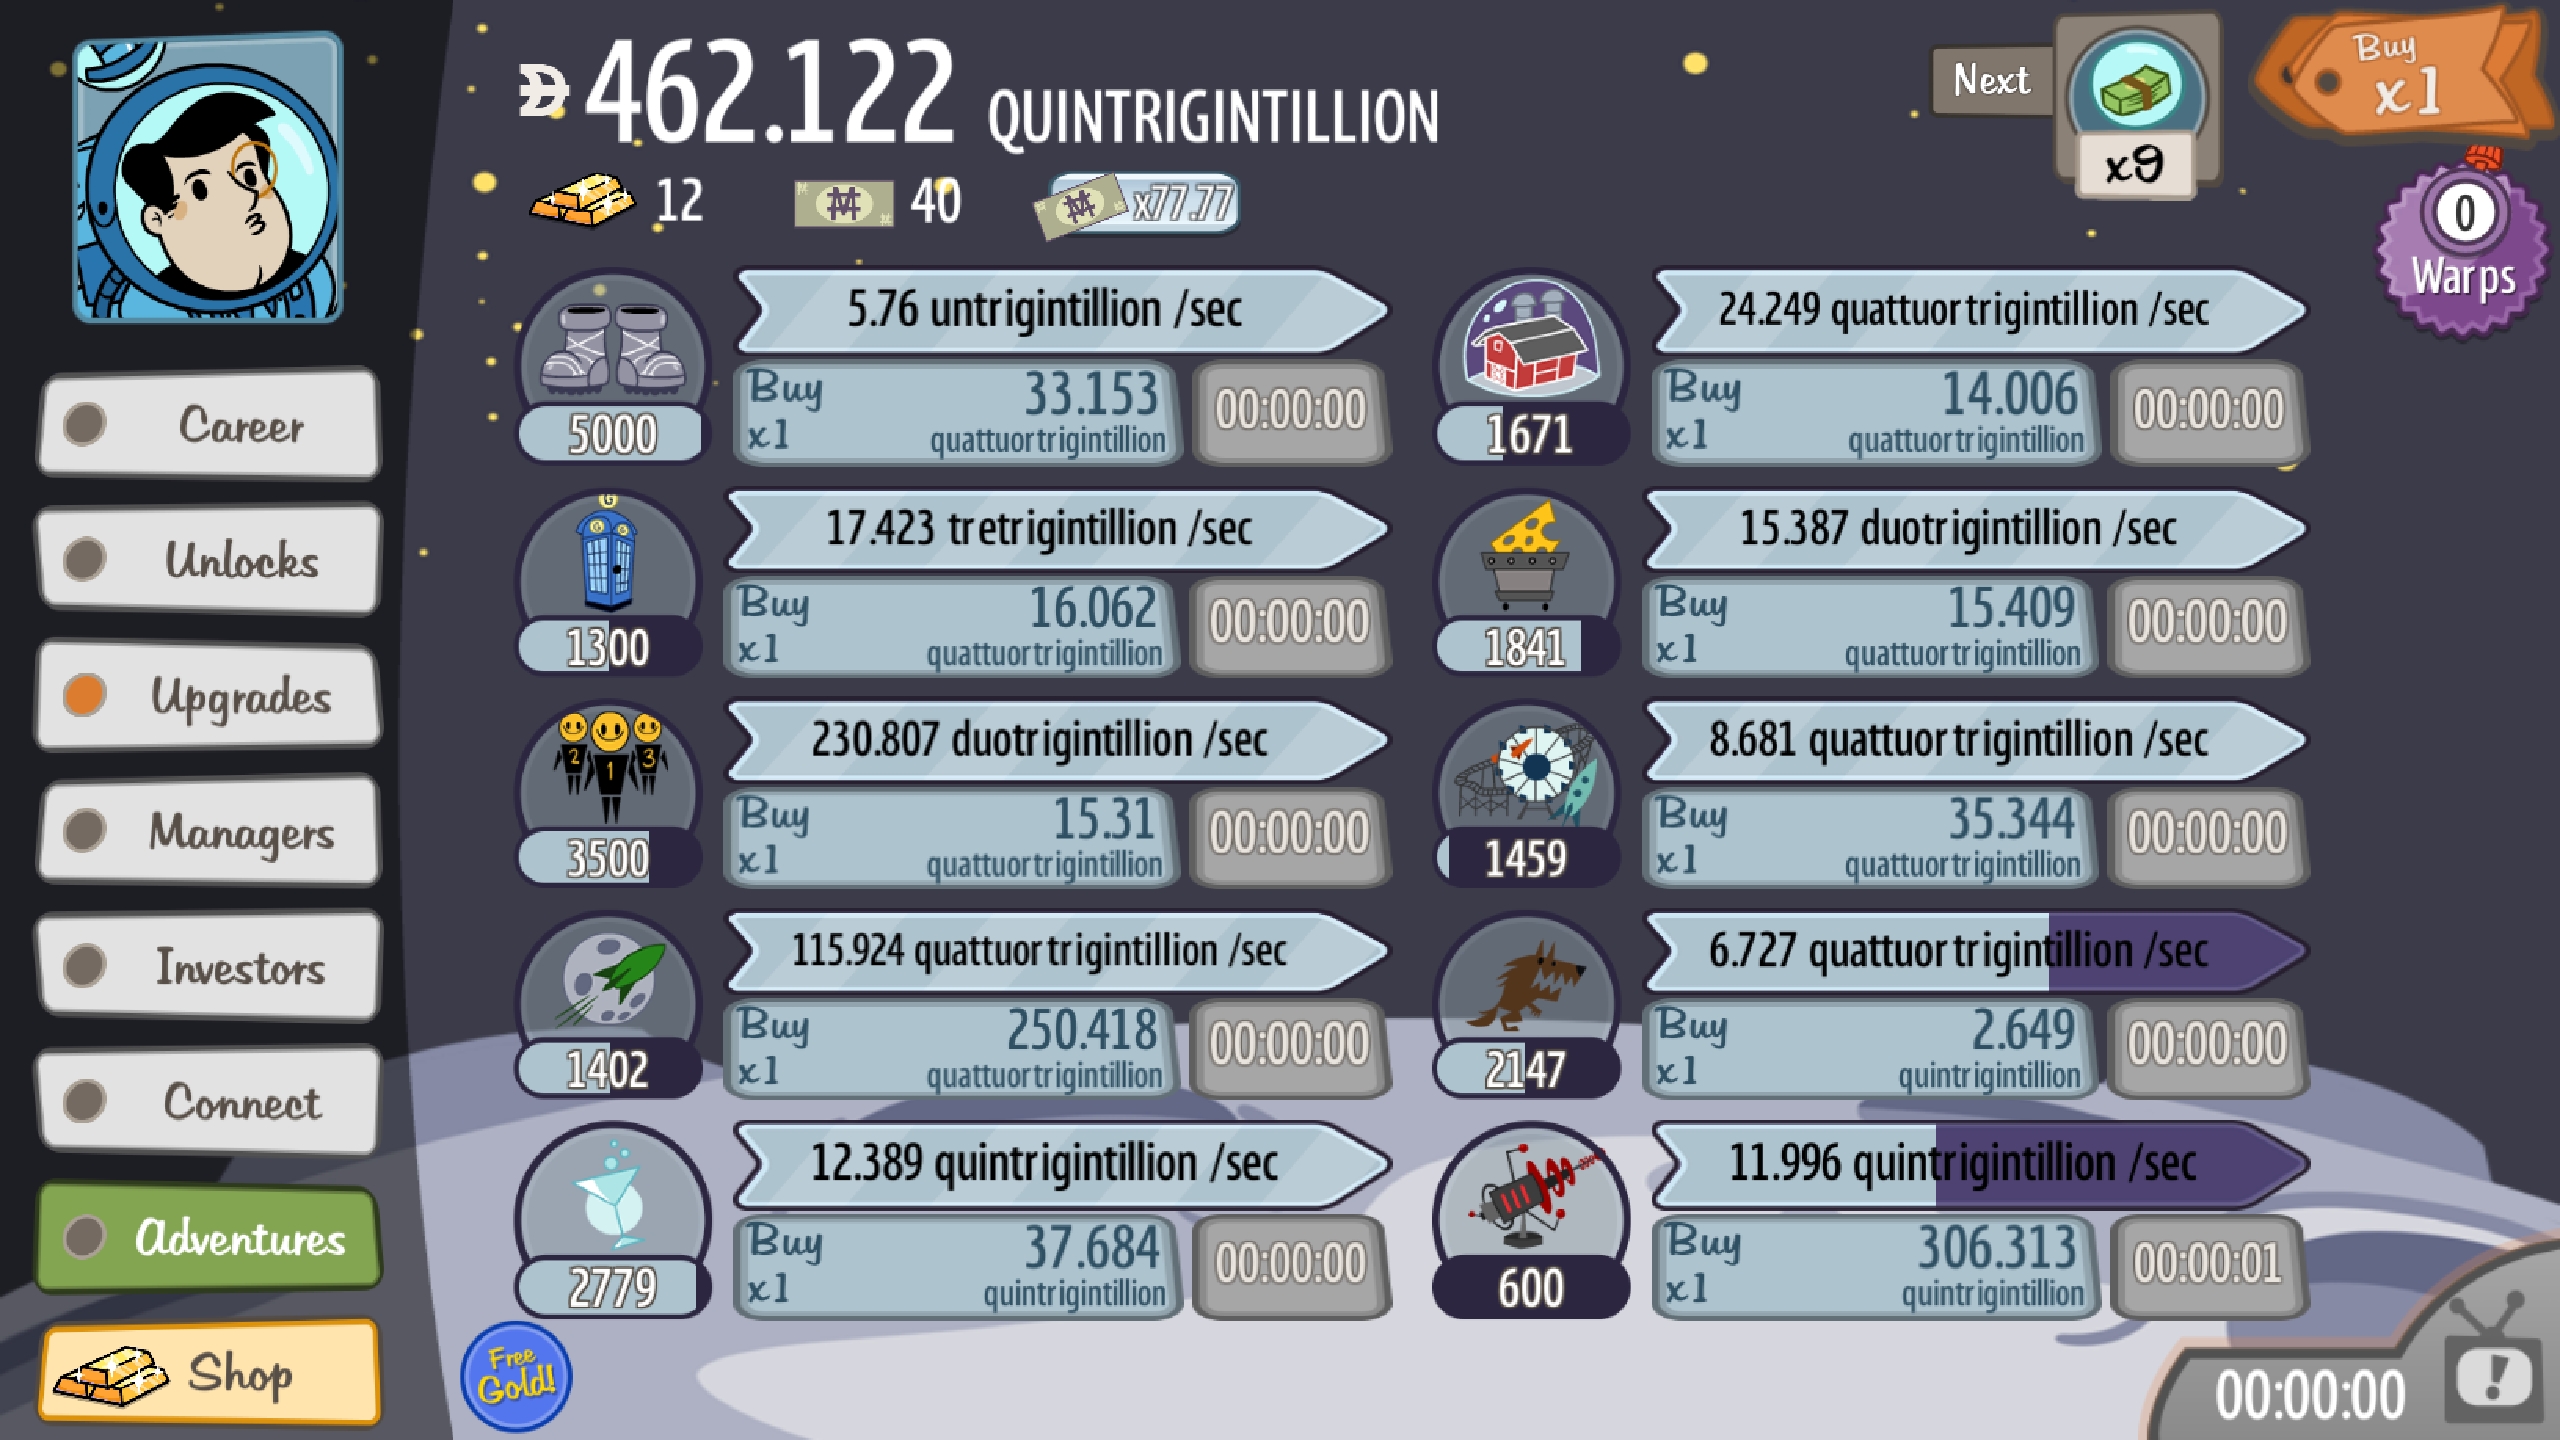 462.122 QUINTRIGINTILLION
12 40 x77.77
Next
x9
Buy
x1
0
Warps
Career
Unlocks
Upgrades
Managers
Investors
Connect
Adventures
Shop
5.76 untrigintillion /sec
5000
Buy 33.153
x1 quattuortrigintillion
00:00:00
24.249 quattuortrigintillion /sec
1671
Buy 14.006
x1 quattuortrigintillion
00:00:00
G
17.423 tretrigintillion /sec
1300
Buy 16.062
x1 quattuortrigintillion
00:00:00
15.387 duotrigintillion /sec
1841
Buy 15.409
x1 quattuortrigintillion
00:00:00
2 1 3
230.807 duotrigintillion /sec
3500
Buy 15.31
x1 quattuortrigintillion
00:00:00
8.681 quattuortrigintillion /sec
1459
Buy 35.344
x1 quattuortrigintillion
00:00:00
115.924 quattuortrigintillion /sec
1402
Buy 250.418
x1 quattuortrigintillion
00:00:00
6.727 quattuortrigintillion /sec
2147
Buy 2.649
x1 quintrigintillion
00:00:00
12.389 quintrigintillion /sec
2779
Buy 37.684
x1 quintrigintillion
00:00:00
11.996 quintrigintillion /sec
600
Buy 306.313
x1 quintrigintillion
00:00:01
Free
Gold!
00:00:00
!